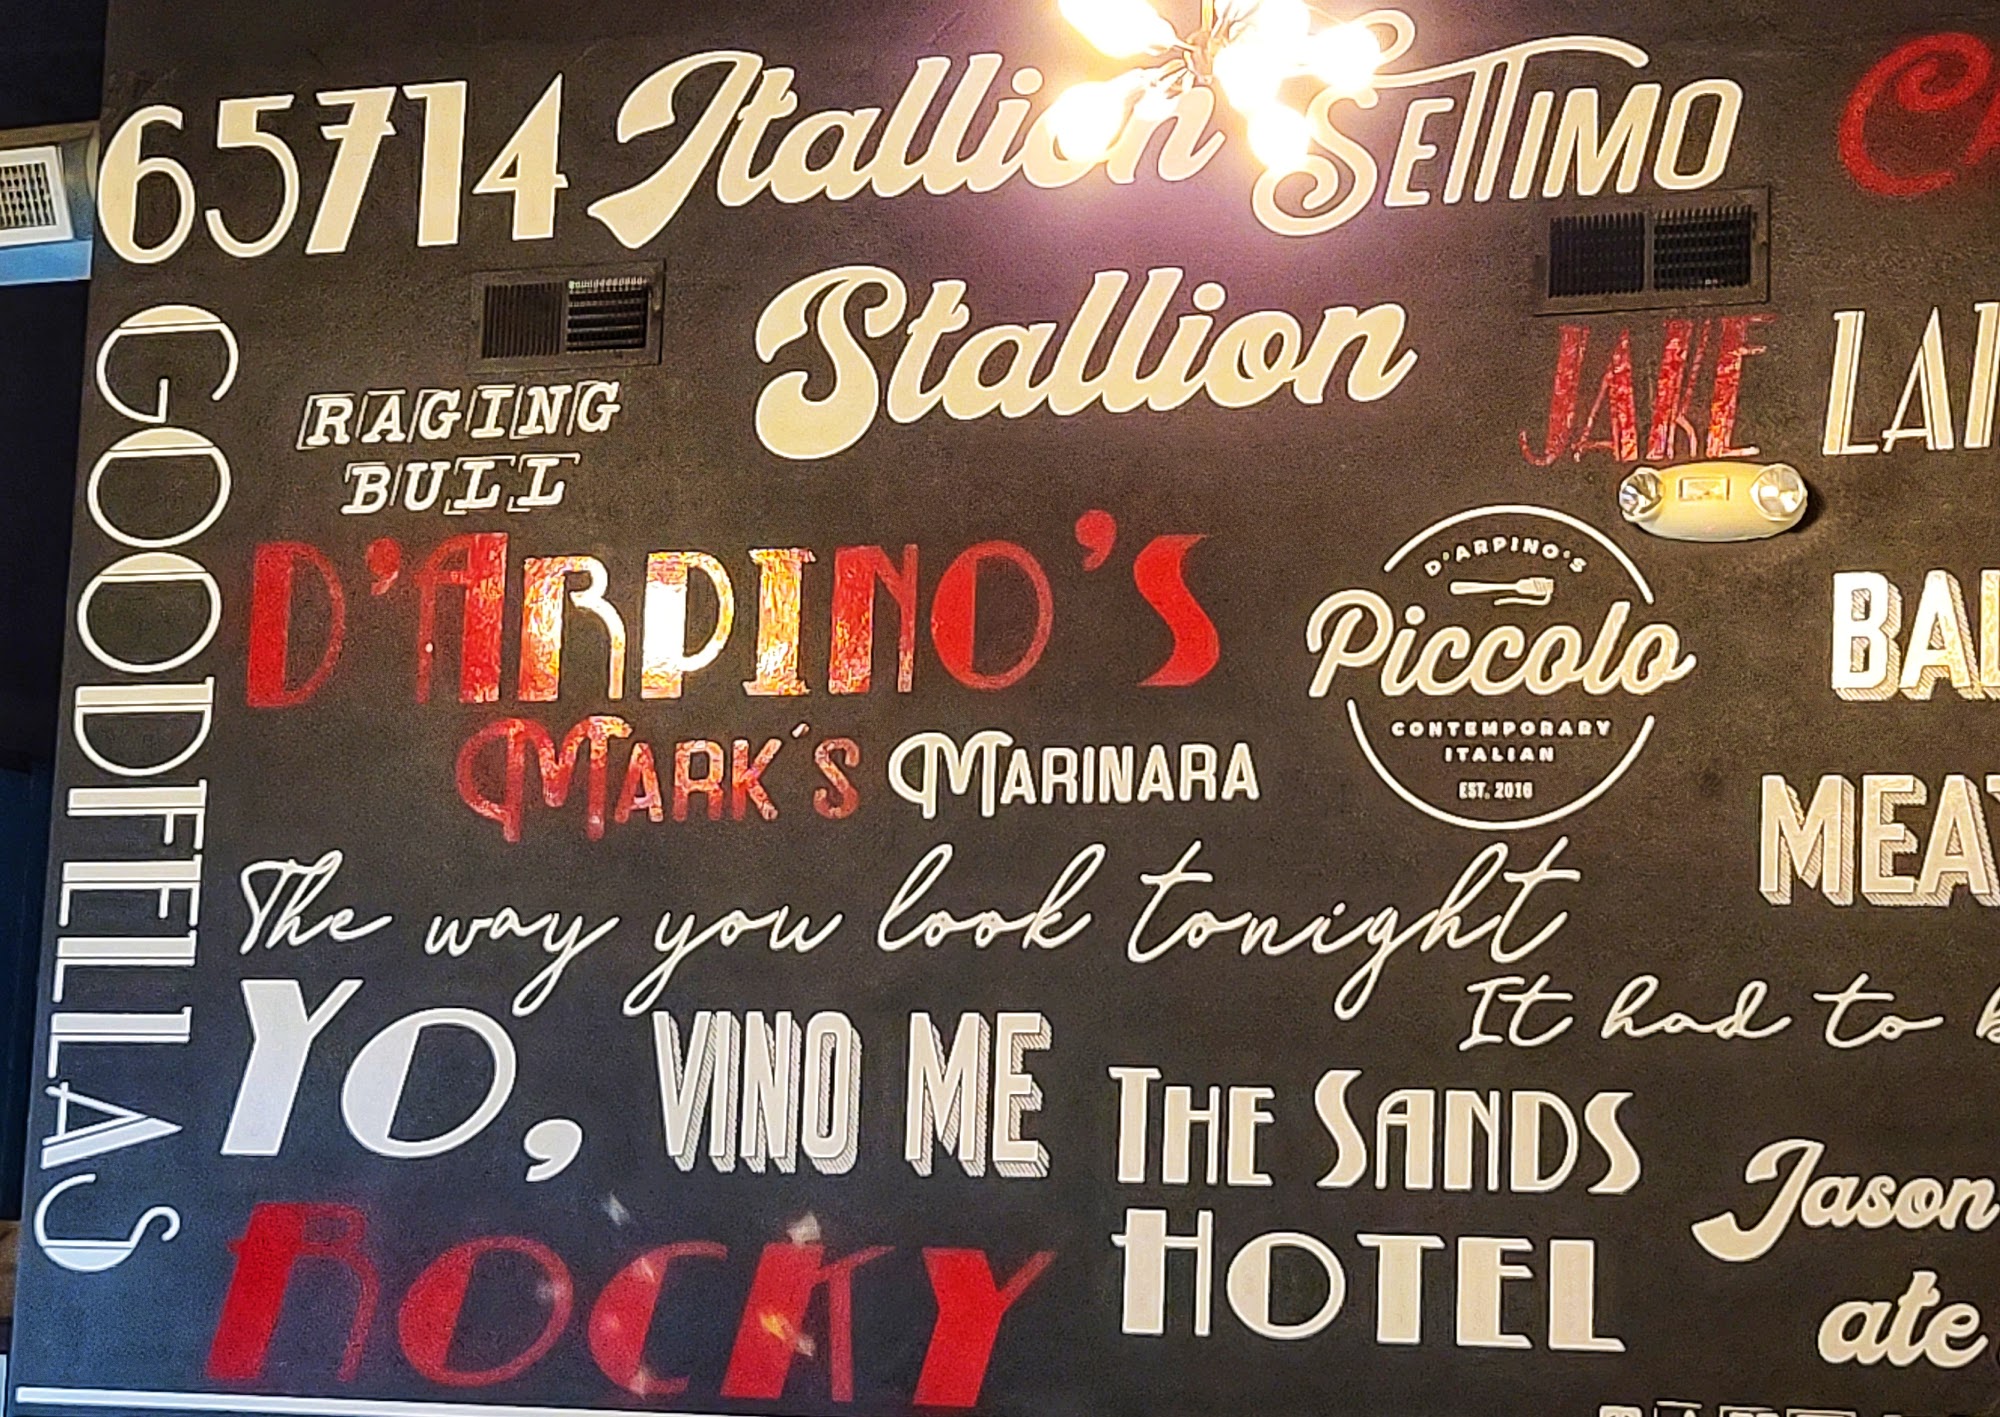 65714 Itallion SETTIMO
Stallion
RAGING
BULL
JAKE
GOODFELLAS
D'ARPINO'S
D'ARPINO'S
Piccolo
CONTEMPORARY
ITALIAN
EST. 2016
MARK'S MARINARA
The way you look tonight
It had to
YO, VINO ME
THE SANDS
HOTEL
ROCKY
Jason
ate